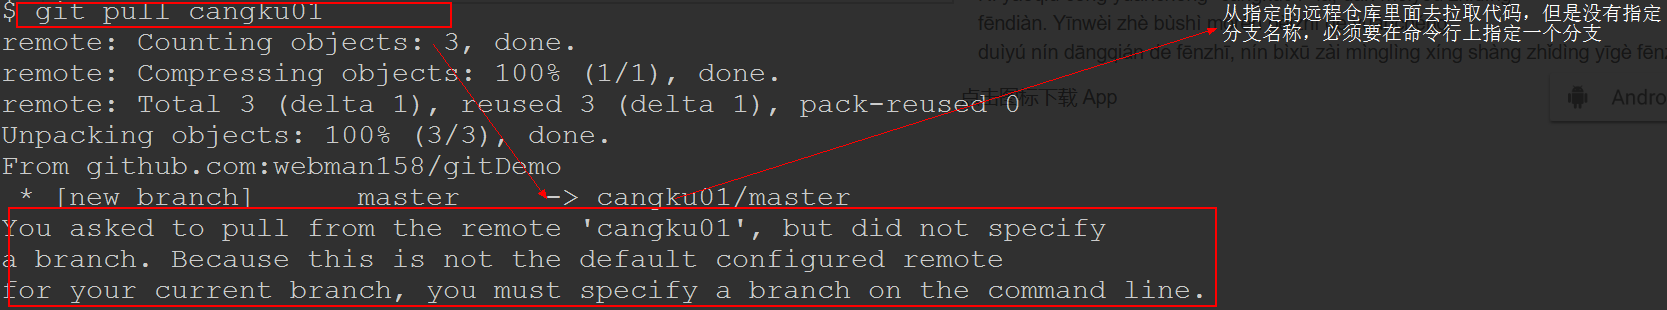 $ git pull cangku01
remote: Counting objects: 3, done.
remote: Compressing objects: 100% (1/1), done.
remote: Total 3 (delta 1), reused 3 (delta 1), pack-reused 0
Unpacking objects: 100% (3/3), done.
From github.com:webman158/gitDemo
* [new branch] master -> cangku01/master
You asked to pull from the remote 'cangku01', but did not specify
a branch. Because this is not the default configured remote
for your current branch, you must specify a branch on the command line.
从指定的远程仓库里面去拉取代码，但是没有指定
分支名称，必须要在命令行上指定一个分支
fēndiàn. Yīnwèi zhè bùshì
duìyú nín dāngqián de fēnzhī, nín bìxū zài mìnglìng xíng shàng zhǐdìng yīgè fēnz
点击图标下载 App
Andro